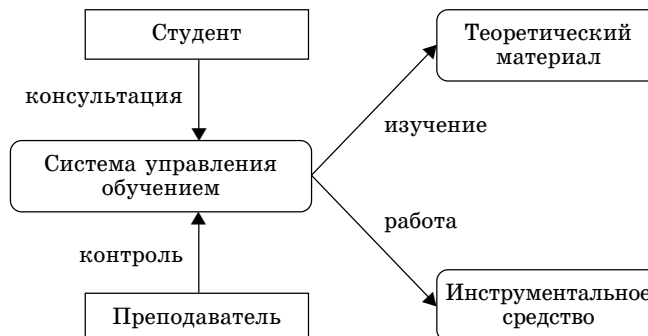 Студент
Теоретический
материал
консультация
изучение
Система управления
обучением
работа
контроль
Преподаватель
Инструментальное
средство